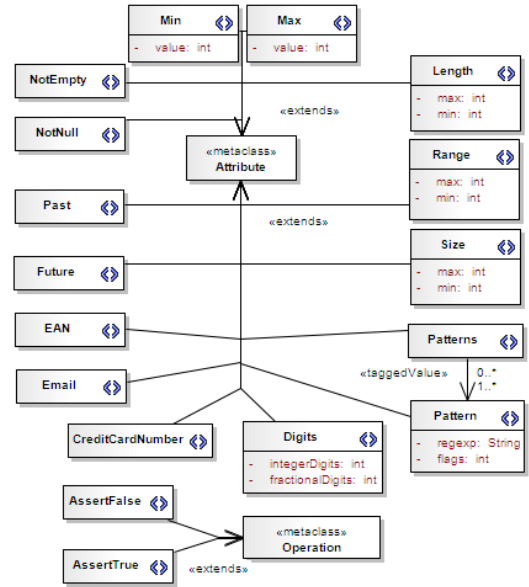 Min
- value: int
Max
- value: int
NotEmpty
Length
- max: int
- min: int
NotNull
«extends»
«metaclass»
Attribute
Range
- max: int
- min: int
Past
«extends»
Size
- max: int
- min: int
Future
EAN
Patterns
«taggedValue»
0..*
1..*
Email
Pattern
- regexp: String
- flags: int
CreditCardNumber
Digits
- integerDigits: int
- fractionalDigits: int
AssertFalse
«metaclass»
Operation
AssertTrue
«extends»